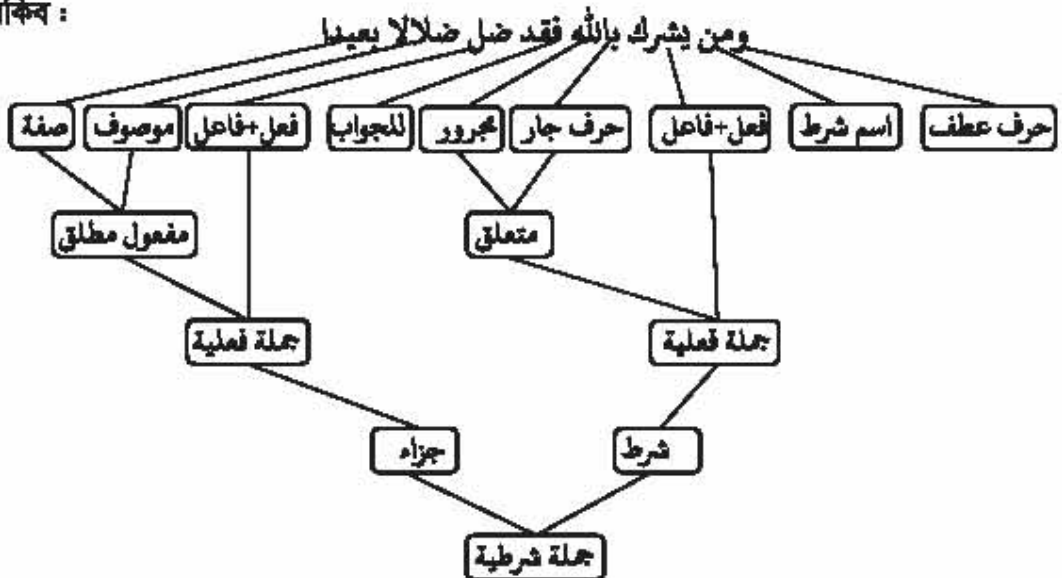 তারকিব :
ومن يشرك بالله فقد ضل ضلالا بعيدا
حرف عطف
اسم شرط
فعل+فاعل
حرف جار
مجرور
للجواب
فعل+فاعل
موصوف
صفة
متعلق
مفعول مطلق
جملة فعلية
جملة فعلية
شرط
جزاء
جملة شرطية